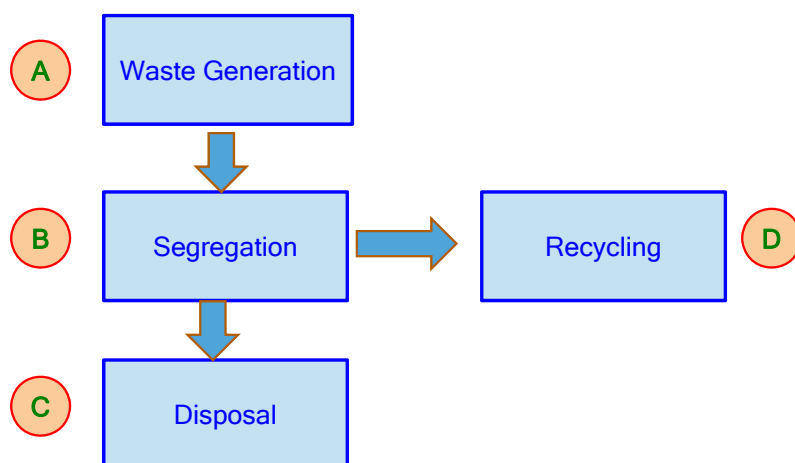 A
Waste Generation
B
Segregation
Recycling
D
C
Disposal